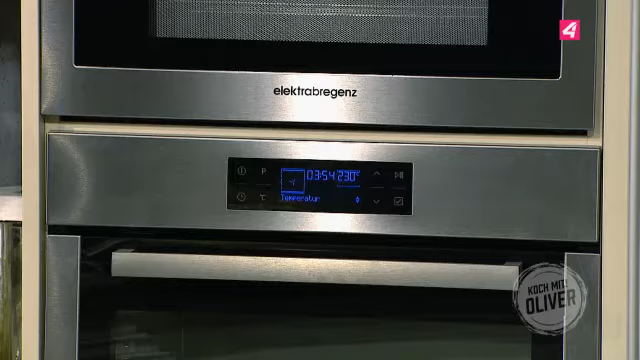 4
elektrabregenz
P
03:54 230°C
°C
Temperatur
KOCH MIT!
OLIVER